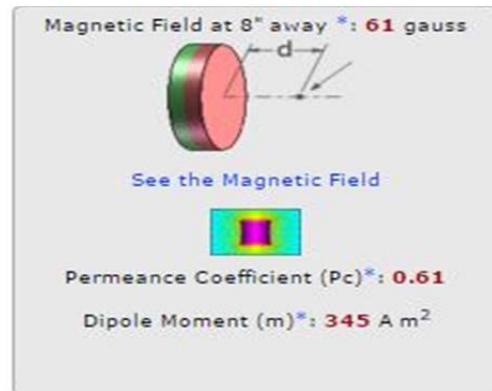 Magnetic Field at 8" away *: 61 gauss
d
See the Magnetic Field
Permeance Coefficient (Pc)*: 0.61
Dipole Moment (m)*: 345 A m²